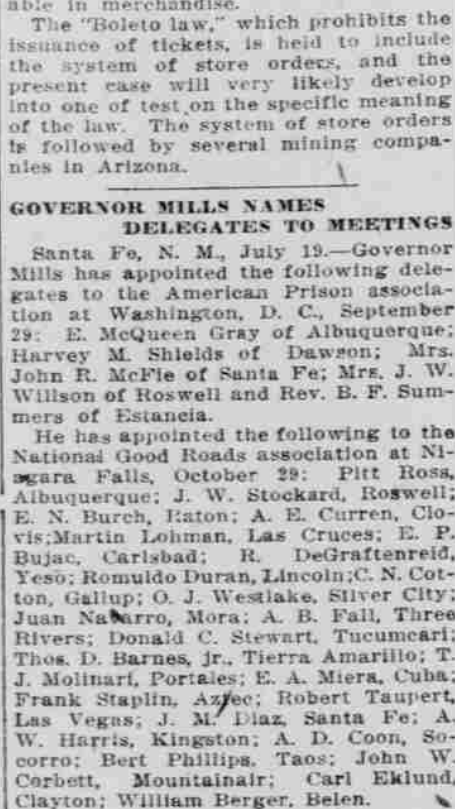 able in merchandise.
The "Boleto law," which prohibits the
issuance of tickets, is held to include
the system of store orders, and the
present case will very likely develop
into one of test on the specific meaning
of the law. The system of store orders
is followed by several mining compa-
nies in Arizona.
GOVERNOR MILLS NAMES
DELEGATES TO MEETINGS
Santa Fe, N. M., July 19.—Governor
Mills has appointed the following dele-
gates to the American Prison associa-
tion at Washington, D. C., September
29: E. McQueen Gray of Albuquerque;
Harvey M. Shields of Dawson; Mrs.
John R. McFie of Santa Fe; Mrs. J. W.
Willson of Roswell and Rev. B. F. Sum-
mers of Estancia.
He has appointed the following to the
National Good Roads association at Ni-
agara Falls, October 29: Pitt Ross,
Albuquerque; J. W. Stockard, Roswell;
E. N. Burch, Raton; A. E. Curren, Clo-
vis;Martin Lohman, Las Cruces; E. P.
Bujac, Carlsbad; R. DeGraftenreid,
Yeso; Romuldo Duran, Lincoln;C. N. Cot-
ton, Gallup; O. J. Westlake, Silver City;
Juan Navarro, Mora; A. B. Fall, Three
Rivers; Donald C. Stewart, Tucumcari;
Thos. D. Barnes, jr., Tierra Amarillo; T.
J. Molinari, Portales; E. A. Miera, Cuba;
Frank Staplin, Aztec; Robert Taupert,
Las Vegas; J. M. Diaz, Santa Fe; A.
W. Harris, Kingston; A. D. Coon, So-
corro; Bert Phillips, Taos; John W.
Corbett, Mountainair; Carl Eklund,
Clayton; William Berger, Belen.